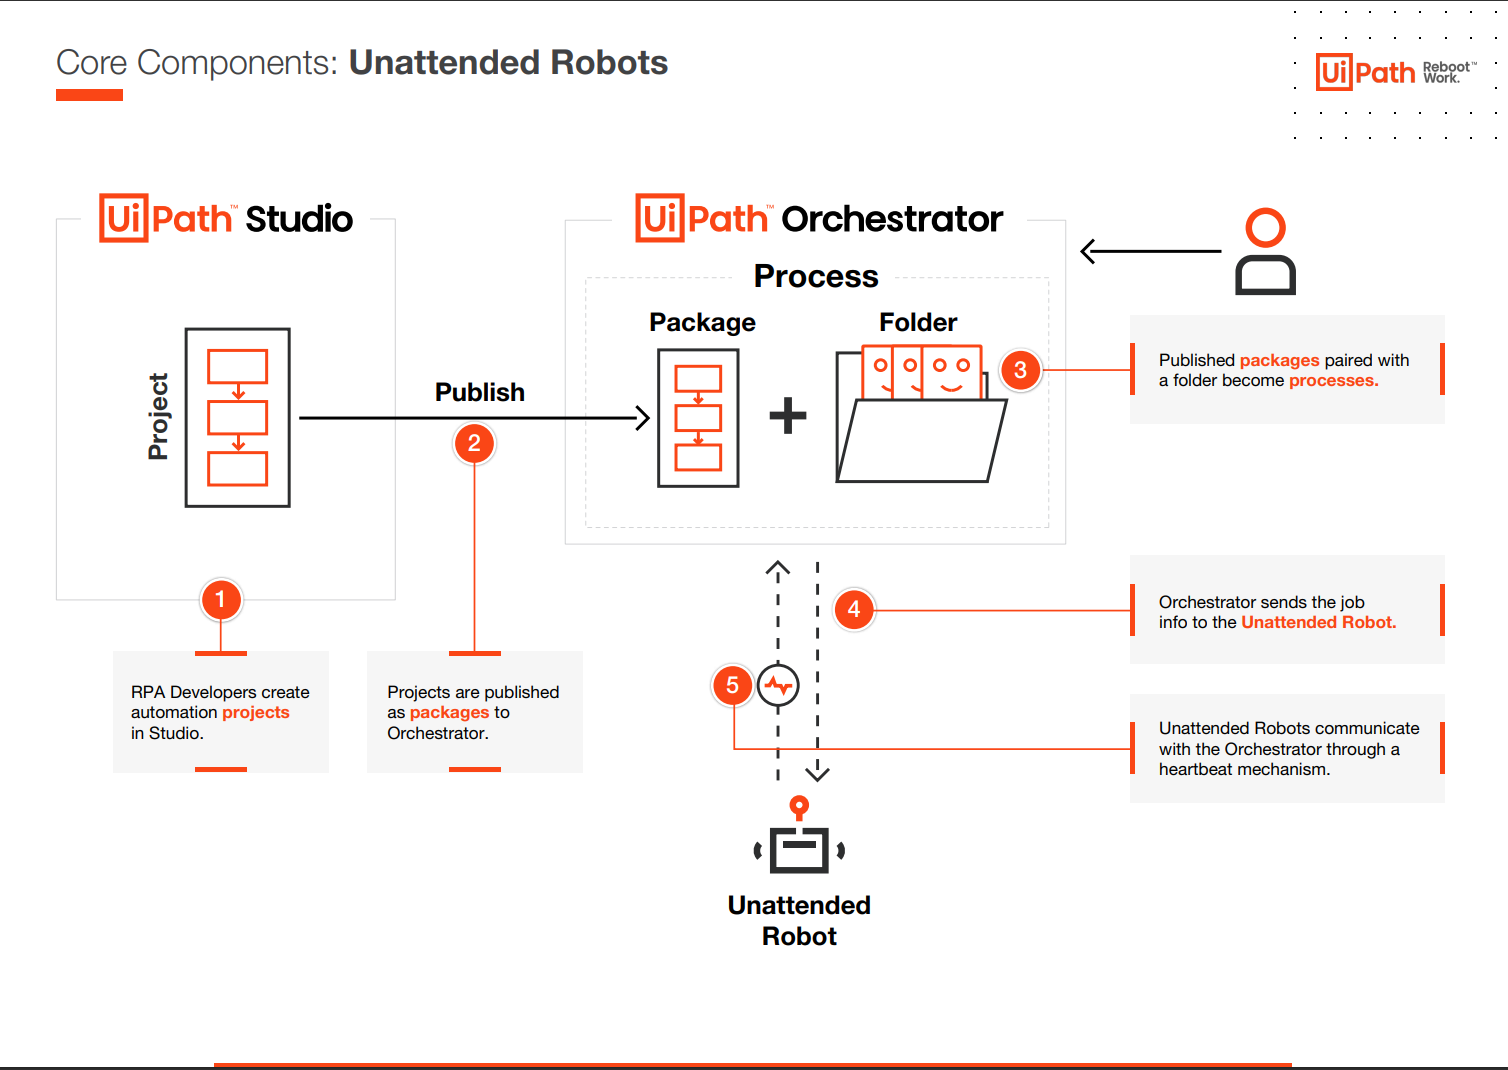 Core Components: Unattended Robots
UiPath Reboot™
Work.
UiPath™ Studio
UiPath™ Orchestrator
Process
Package
Folder
Project
Publish
3
Published packages paired with
a folder become processes.
2
1
4
Orchestrator sends the job
info to the Unattended Robot.
5
RPA Developers create
automation projects
in Studio.
Projects are published
as packages to
Orchestrator.
Unattended Robots communicate
with the Orchestrator through a
heartbeat mechanism.
Unattended
Robot